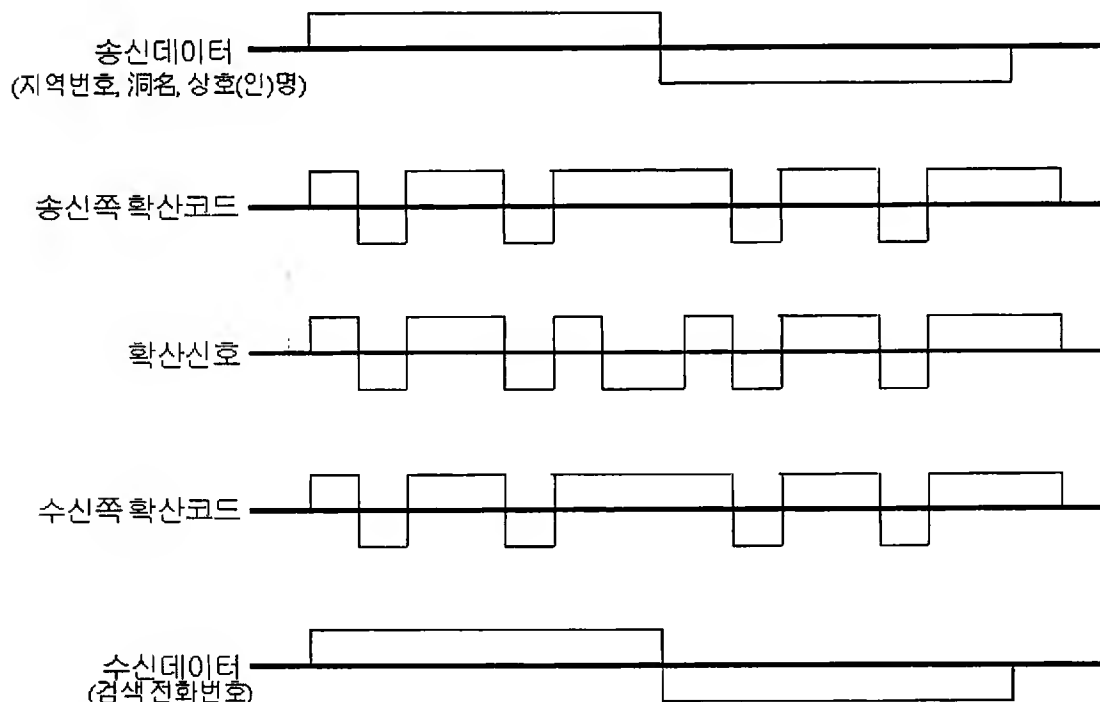 송신데이터
(지역번호, 洞名, 상호(인)명)
송신쪽 확산코드
확산신호
수신쪽 확산코드
수신데이터
(검색 전화번호)